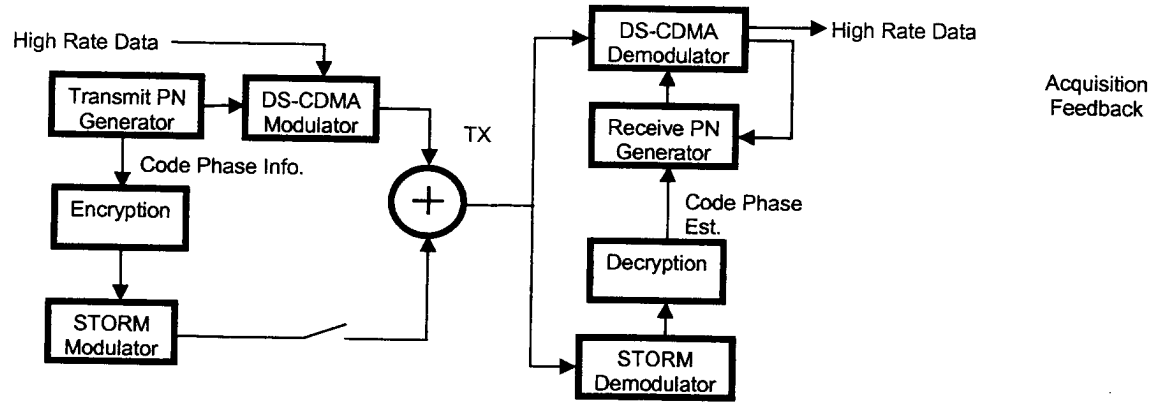 High Rate Data
Transmit PN
Generator
DS-CDMA
Modulator
Code Phase Info.
Encryption
STORM
Modulator
TX
+
DS-CDMA
Demodulator
High Rate Data
Receive PN
Generator
Acquisition
Feedback
Code Phase
Est.
Decryption
STORM
Demodulator